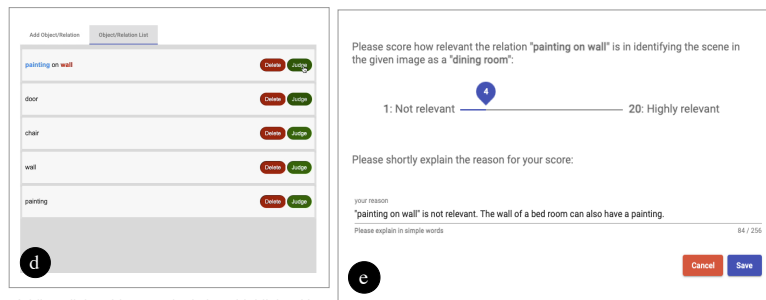 Add Object/Relation Object/Relation List
painting on wall Delete Judge
door Delete Judge
chair Delete Judge
wall Delete Judge
painting Delete Judge
d
Please score how relevant the relation "painting on wall" is in identifying the scene in
the given image as a "dining room":
4
1: Not relevant 20: Highly relevant
Please shortly explain the reason for your score:
your reason
"painting on wall" is not relevant. The wall of a bed room can also have a painting.
Please explain in simple words 84 / 256
Cancel Save
e